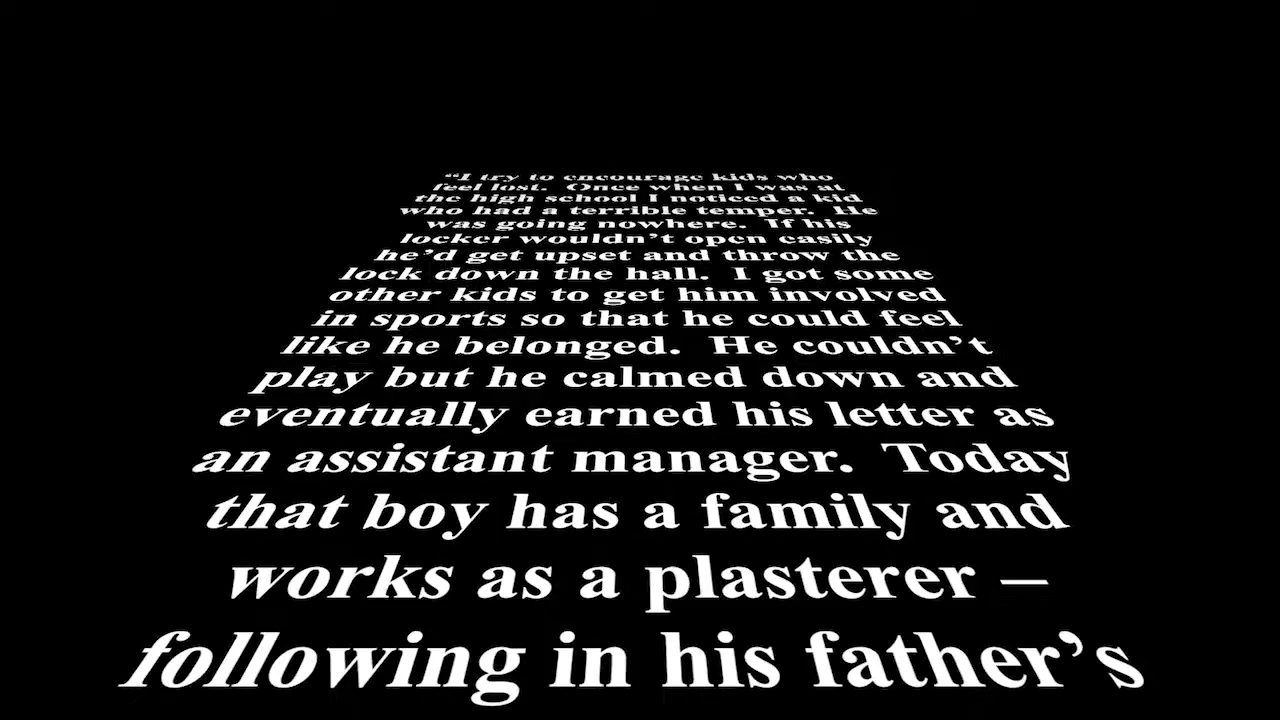 “I try to encourage kids who
feel lost.  Once when I was at
the high school I noticed a kid
who had a terrible temper.  He
was going nowhere.  If his
locker wouldn’t open easily
he’d get upset and throw the
lock down the hall.  I got some
other kids to get him involved
in sports so that he could feel
like he belonged.  He couldn’t
play but he calmed down and
eventually earned his letter as
an assistant manager.  Today
that boy has a family and
works as a plasterer –
following in his father’s